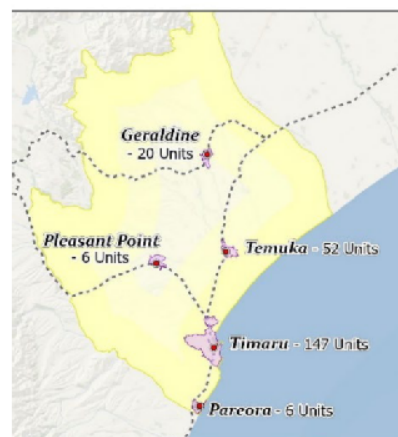 Geraldine
- 20 Units
Pleasant Point
- 6 Units
Temuka - 52 Units
Timaru - 147 Units
Pareora - 6 Units